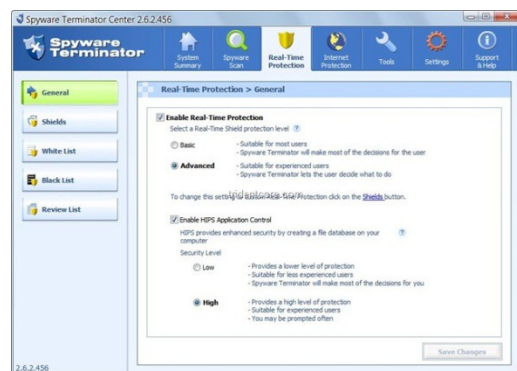 Spyware Terminator Center 2.6.2.456
Spyware
Terminator
System
Summary
Spyware
Scan
Real-Time
Protection
Internet
Protection
Tools
Settings
Support
& Help
General
Shields
White List
Black List
Review List
Real-Time Protection > General
Enable Real-Time Protection
Select a Real-Time Shield protection level
Basic
- Suitable for most users
- Spyware Terminator will make most of the decisions for the user
Advanced
- Suitable for experienced users
- Spyware Terminator lets the user decide what to do
To change this setting Real-Time Protection click on the Shields button.
Enable HIPS Application Control
HIPS provides enhanced security by creating a file database on your
computer
Security Level
Low
- Provides a lower level of protection
- Suitable for less experienced users
- Spyware Terminator will make most of the decisions for you
High
- Provides a high level of protection
- Suitable for experienced users
- You may be prompted often
Save Changes
2.6.2.456